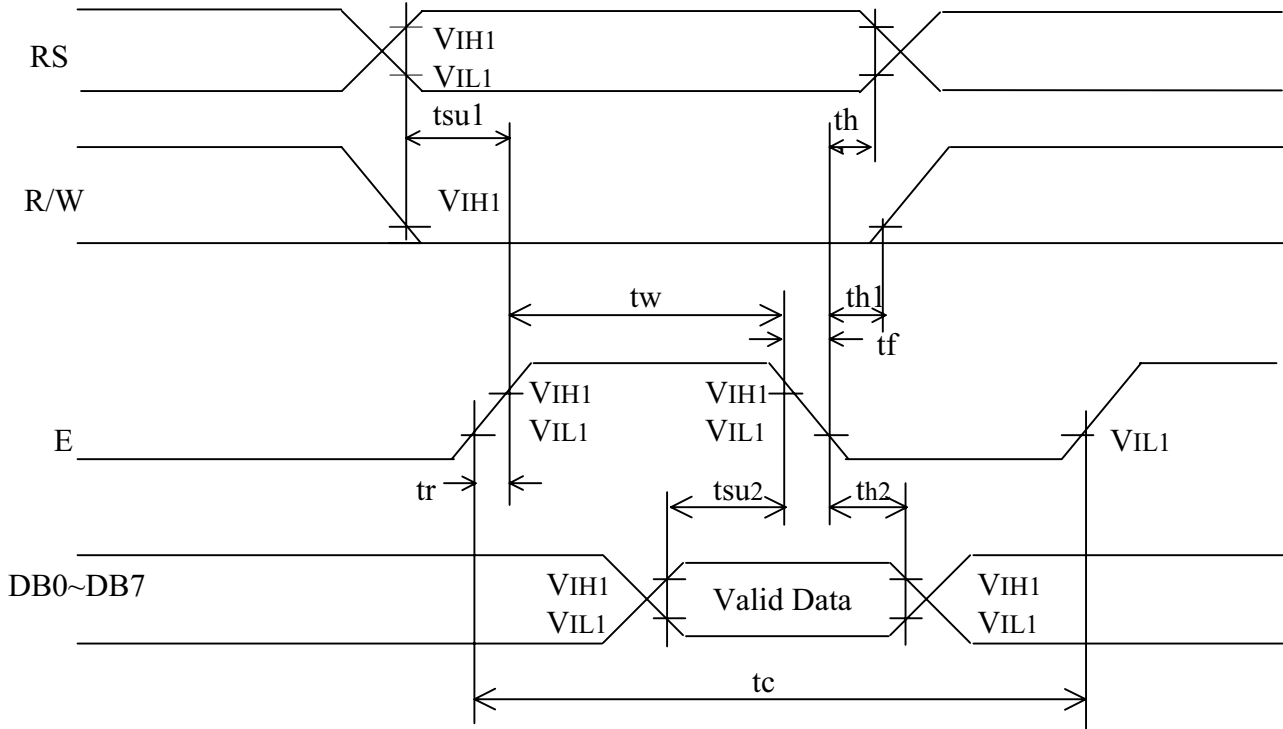 RS
VIH1
VIL1
tsu1
th
R/W
VIH1
tw
th1
tf
E
VIH1
VIL1
VIH1
VIL1
VIL1
tr
tsu2
th2
DB0~DB7
VIH1
VIL1
Valid Data
VIH1
VIL1
tc